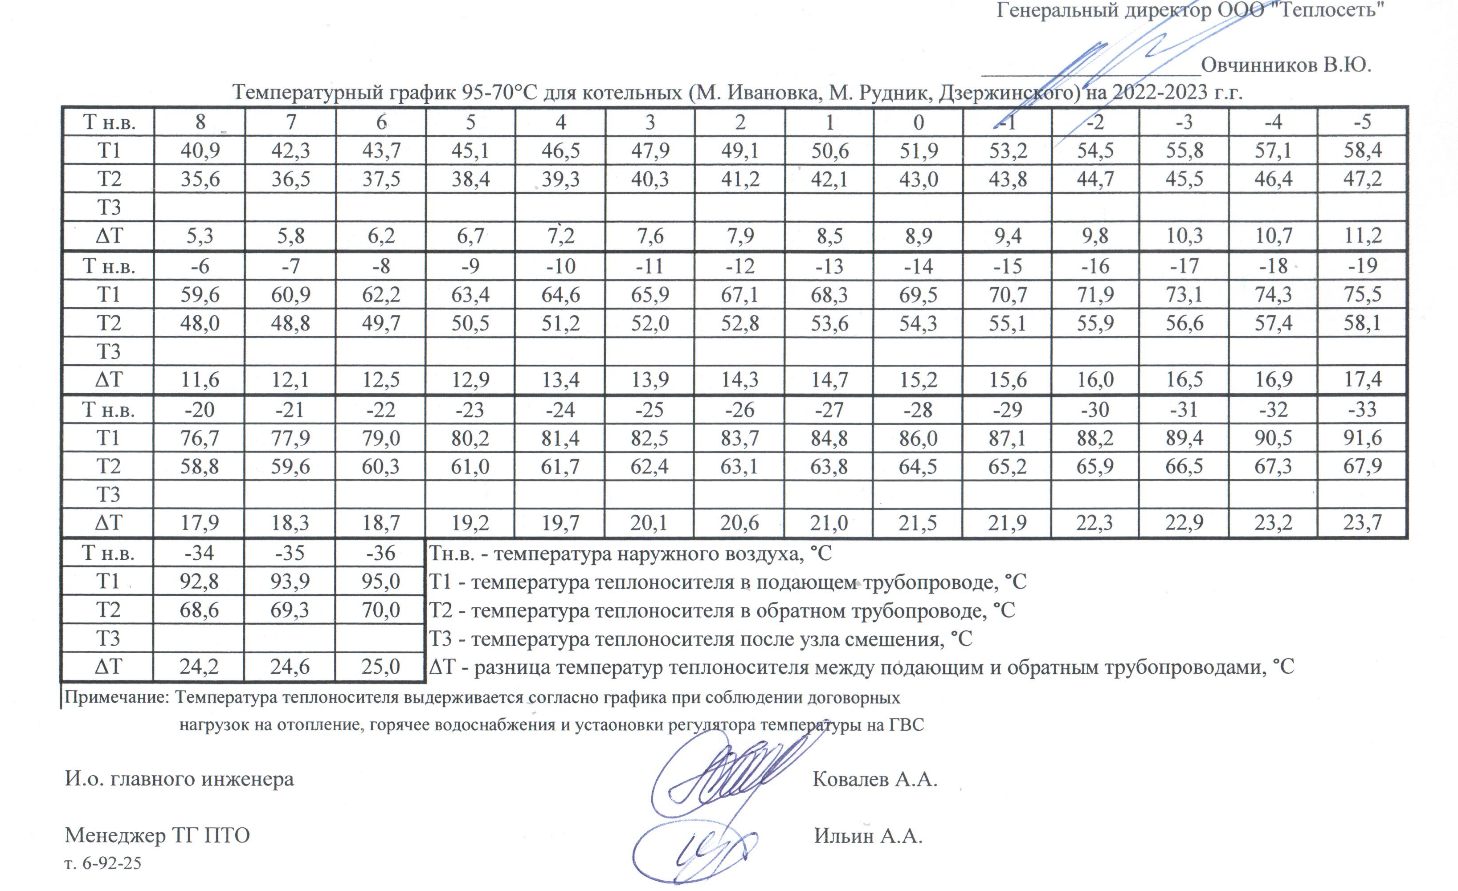 Генеральный директор ООО "Теплосеть"
Овчинников В.Ю.
Температурный график 95-70°С для котельных (М. Ивановка, М. Рудник, Дзержинского) на 2022-2023 г.г.
Т н.в. 8 7 6 5 4 3 2 1 0 -1 -2 -3 -4 -5
Т1 40,9 42,3 43,7 45,1 46,5 47,9 49,1 50,6 51,9 53,2 54,5 55,8 57,1 58,4
Т2 35,6 36,5 37,5 38,4 39,3 40,3 41,2 42,1 43,0 43,8 44,7 45,5 46,4 47,2
Т3
ΔТ 5,3 5,8 6,2 6,7 7,2 7,6 7,9 8,5 8,9 9,4 9,8 10,3 10,7 11,2
Т н.в. -6 -7 -8 -9 -10 -11 -12 -13 -14 -15 -16 -17 -18 -19
Т1 59,6 60,9 62,2 63,4 64,6 65,9 67,1 68,3 69,5 70,7 71,9 73,1 74,3 75,5
Т2 48,0 48,8 49,7 50,5 51,2 52,0 52,8 53,6 54,3 55,1 55,9 56,6 57,4 58,1
Т3
ΔТ 11,6 12,1 12,5 12,9 13,4 13,9 14,3 14,7 15,2 15,6 16,0 16,5 16,9 17,4
Т н.в. -20 -21 -22 -23 -24 -25 -26 -27 -28 -29 -30 -31 -32 -33
Т1 76,7 77,9 79,0 80,2 81,4 82,5 83,7 84,8 86,0 87,1 88,2 89,4 90,5 91,6
Т2 58,8 59,6 60,3 61,0 61,7 62,4 63,1 63,8 64,5 65,2 65,9 66,5 67,3 67,9
Т3
ΔТ 17,9 18,3 18,7 19,2 19,7 20,1 20,6 21,0 21,5 21,9 22,3 22,9 23,2 23,7
Т н.в. -34 -35 -36 Тн.в. - температура наружного воздуха, °С
Т1 92,8 93,9 95,0 Т1 - температура теплоносителя в подающем трубопроводе, °С
Т2 68,6 69,3 70,0 Т2 - температура теплоносителя в обратном трубопроводе, °С
Т3 Т3 - температура теплоносителя после узла смешения, °С
ΔТ 24,2 24,6 25,0 ΔТ - разница температур теплоносителя между подающим и обратным трубопроводами, °С
Примечание: Температура теплоносителя выдерживается согласно графика при соблюдении договорных
нагрузок на отопление, горячее водоснабжения и устаоновки регулятора температуры на ГВС
И.о. главного инженера Ковалев А.А.
Менеджер ТГ ПТО Ильин А.А.
т. 6-92-25